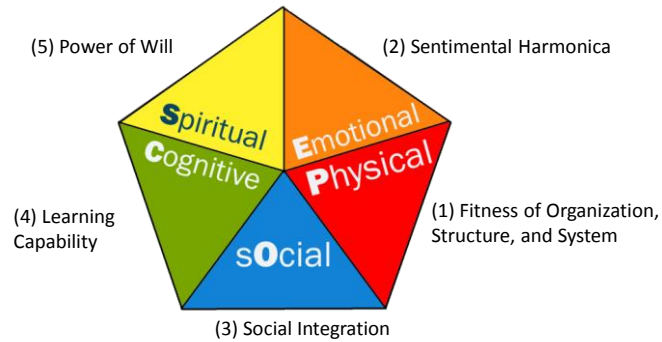 (5) Power of Will
(2) Sentimental Harmonica
Spiritual
Emotional
Cognitive
Physical
(4) Learning
Capability
(1) Fitness of Organization,
Structure, and System
sOcial
(3) Social Integration